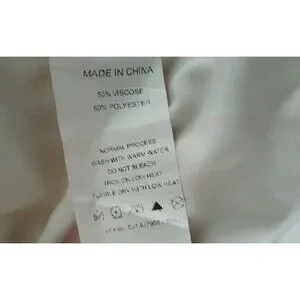 MADE IN CHINA
50% VISCOSE
50% POLYESTER
NORMAL PROCESS
WASH WITH WARM WATER
DO NOT BLEACH
IRON ON LOW HEAT
TUMBLE DRY WITH LOW HEAT